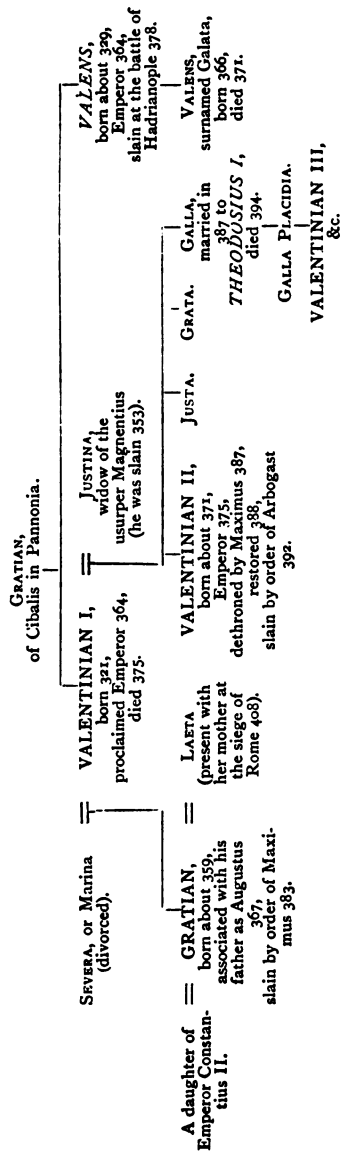 GRATIAN,
of Cibalis in Pannonia.
SEVERA, or Marina
(divorced).
=
VALENTINIAN I,
born 321,
proclaimed Emperor 364,
died 375.
=
JUSTINA,
widow of the
usurper Magnentius
(he was slain 353).
VALENS,
born about 329,
Emperor 364,
slain at the battle of
Hadrianople 378.
A daughter of
Emperor Constan-
tius II.
=
GRATIAN,
born about 359,
associated with his
father as Augustus
367,
slain by order of Maxi-
mus 383.
=
LAETA
(present with
her mother at
the siege of
Rome 408).
VALENTINIAN II,
born about 371,
Emperor 375,
dethroned by Maximus 387,
restored 388,
slain by order of Arbogast
392.
JUSTA.
GRATA.
GALLA,
married in
387 to
THEODOSIUS I,
died 394.
GALLA PLACIDIA.
VALENTINIAN III,
&c.
VALENS,
surnamed Galata,
born 366,
died 371.